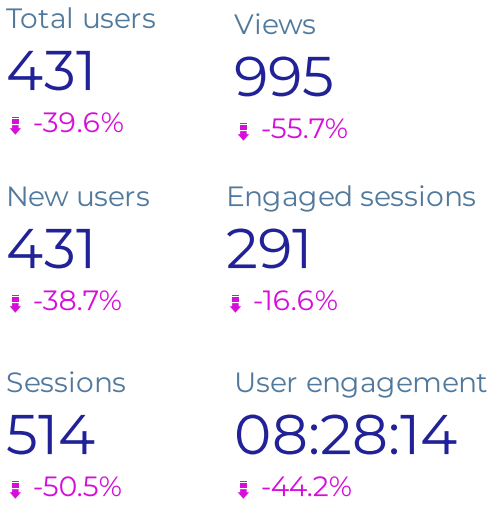 Total users
431
-39.6%
Views
995
-55.7%
New users
431
-38.7%
Engaged sessions
291
-16.6%
Sessions
514
-50.5%
User engagement
08:28:14
-44.2%